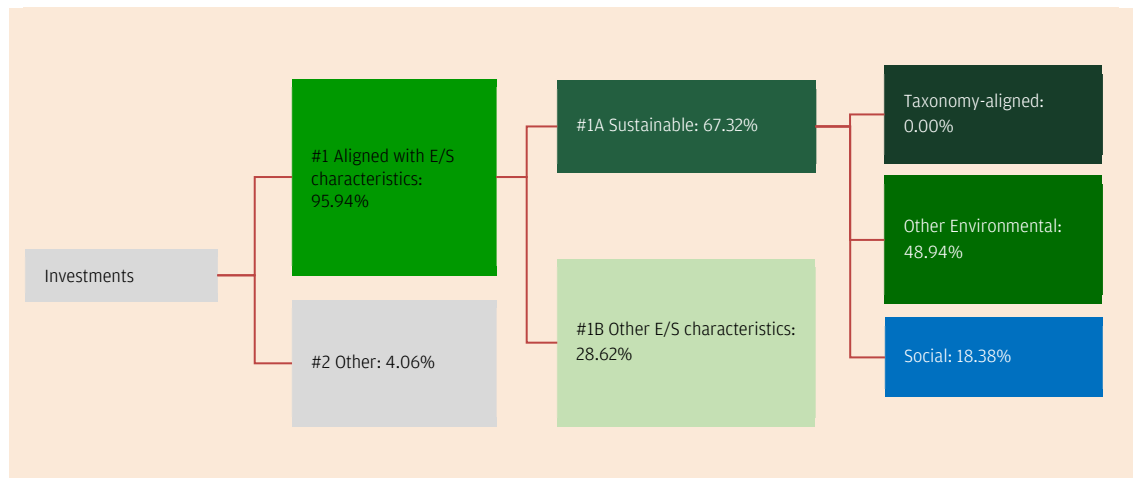 Investments
#1 Aligned with E/S
characteristics:
95.94%
#2 Other: 4.06%
#1A Sustainable: 67.32%
#1B Other E/S characteristics:
28.62%
Taxonomy-aligned:
0.00%
Other Environmental:
48.94%
Social: 18.38%